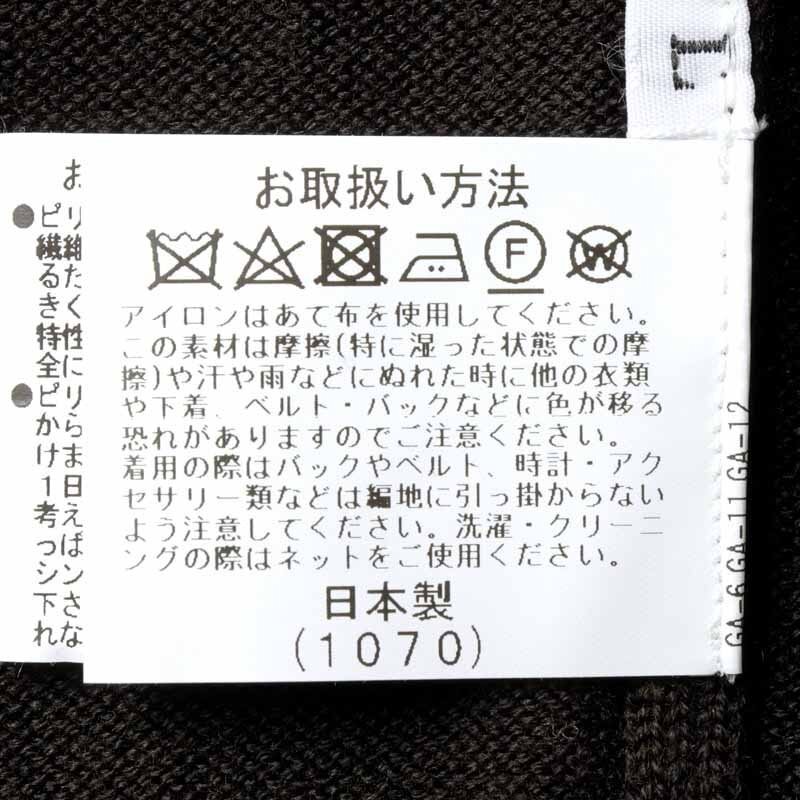 L
お取扱い方法
F
W
アイロンはあて布を使用してください。
この素材は摩擦(特に湿った状態での摩
擦)や汗や雨などにぬれた時に他の衣類
や下着、ベルト・バックなどに色が移る
恐れがありますのでご注意ください。
着用の際はバックやベルト、時計・アク
セサリー類などは編地に引っ掛からない
よう注意してください。洗濯・クリーニ
ングの際はネットをご使用ください。
日本製
(1070)
GA-6 GA-11 GA-12